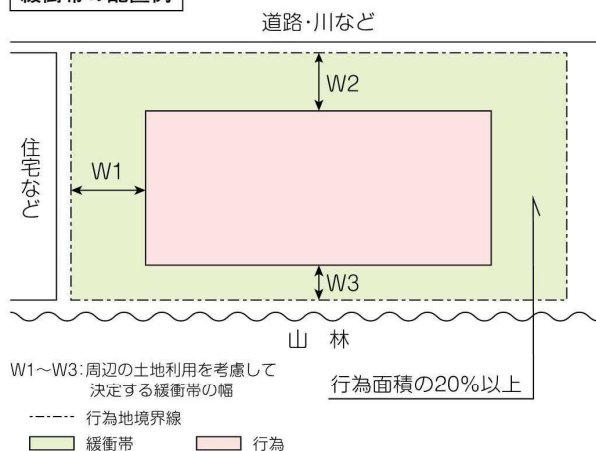 緩衝帯の配置例
道路・川など
W2
住宅など
W1
W3
山林
W1～W3:周辺の土地利用を考慮して
決定する緩衝帯の幅
行為面積の20%以上
行為地境界線
緩衝帯
行為